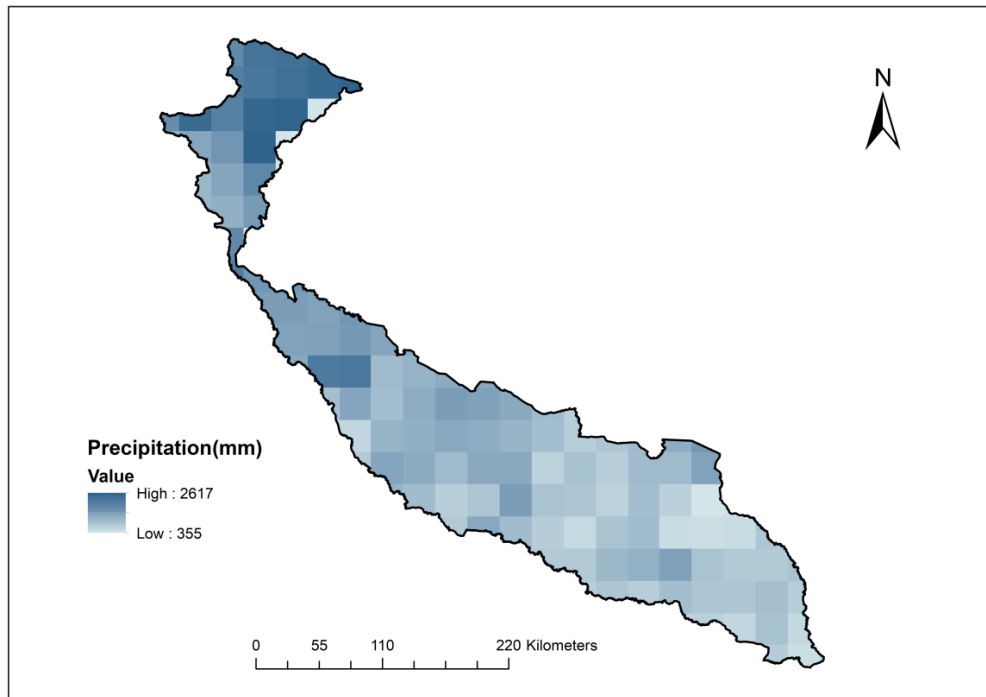 N
Precipitation(mm)
Value
High : 2617
Low : 355
0 55 110 220 Kilometers